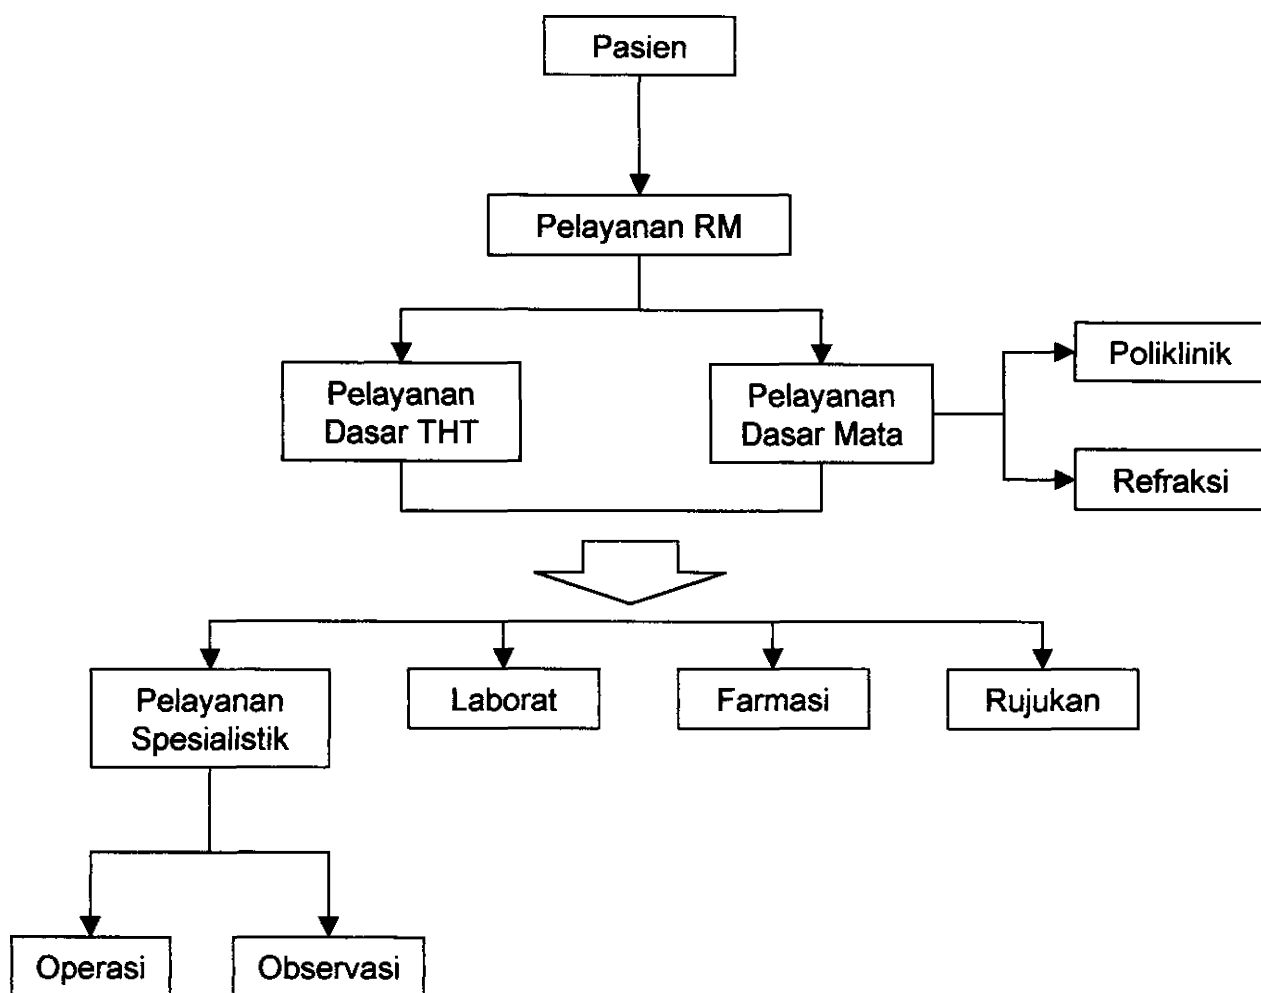 Pasien
Pelayanan RM
Pelayanan
Dasar THT
Pelayanan
Dasar Mata
Poliklinik
Refraksi
Pelayanan
Spesialistik
Laborat
Farmasi
Rujukan
Operasi
Observasi